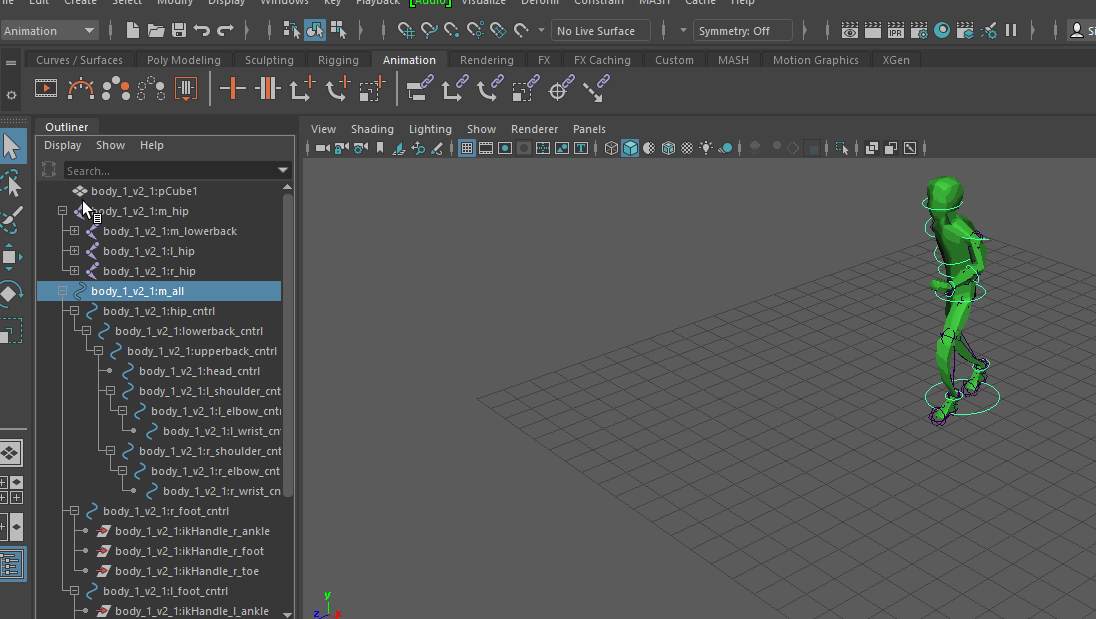 File Edit Create Select Modify Display Windows Key Playback [Audio] Visualize Deform Constrain MASH Cache Help
Animation No Live Surface Symmetry: Off IPR Si
Curves / Surfaces Poly Modeling Sculpting Rigging Animation Rendering FX FX Caching Custom MASH Motion Graphics XGen
Outliner
Display Show Help
View Shading Lighting Show Renderer Panels
Search...
body_1_v2_1:pCube1
body_1_v2_1:m_hip
body_1_v2_1:m_lowerback
body_1_v2_1:l_hip
body_1_v2_1:r_hip
body_1_v2_1:m_all
body_1_v2_1:hip_cntrl
body_1_v2_1:lowerback_cntrl
body_1_v2_1:upperback_cntrl
body_1_v2_1:head_cntrl
body_1_v2_1:l_shoulder_cnt
body_1_v2_1:l_elbow_cntr
body_1_v2_1:l_wrist_cn
body_1_v2_1:r_shoulder_cnt
body_1_v2_1:r_elbow_cnt
body_1_v2_1:r_wrist_cn
body_1_v2_1:r_foot_cntrl
body_1_v2_1:ikHandle_r_ankle
body_1_v2_1:ikHandle_r_foot
body_1_v2_1:ikHandle_r_toe
body_1_v2_1:l_foot_cntrl
body_1_v2_1:ikHandle_l_ankle
y
z x